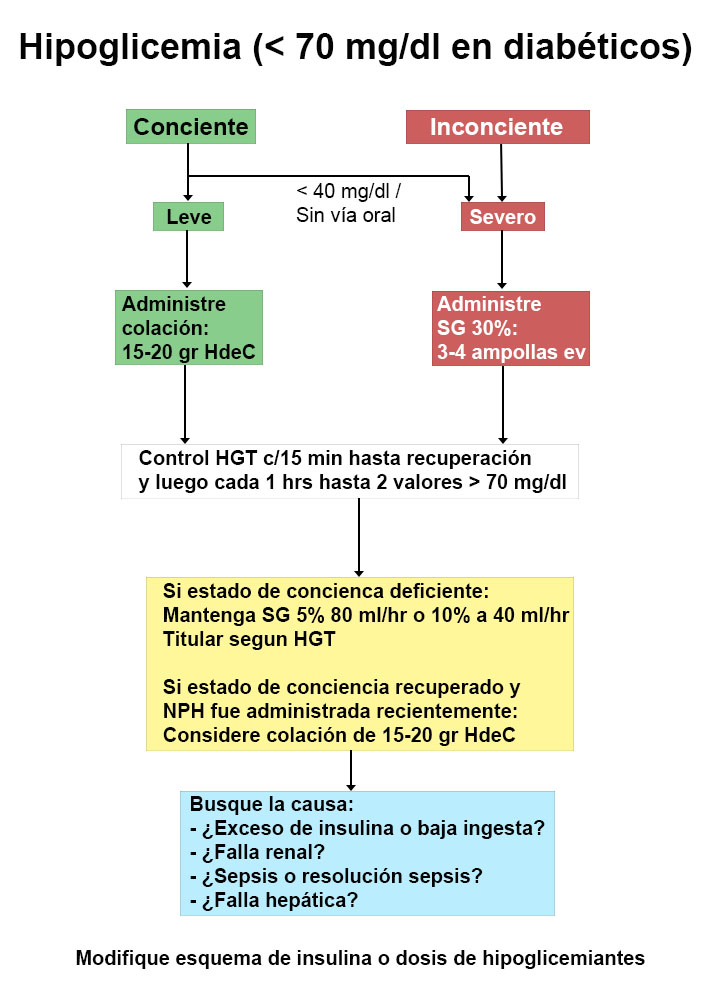 Hipoglicemia (< 70 mg/dl en diabéticos)
Conciente
Inconciente
< 40 mg/dl /
Sin vía oral
Leve
Severo
Administre
colación:
15-20 gr HdeC
Administre
SG 30%:
3-4 ampollas ev
Control HGT c/15 min hasta recuperación
y luego cada 1 hrs hasta 2 valores > 70 mg/dl
Si estado de concienca deficiente:
Mantenga SG 5% 80 ml/hr o 10% a 40 ml/hr
Titular segun HGT
Si estado de conciencia recuperado y
NPH fue administrada recientemente:
Considere colación de 15-20 gr HdeC
Busque la causa:
- ¿Exceso de insulina o baja ingesta?
- ¿Falla renal?
- ¿Sepsis o resolución sepsis?
- ¿Falla hepática?
Modifique esquema de insulina o dosis de hipoglicemiantes